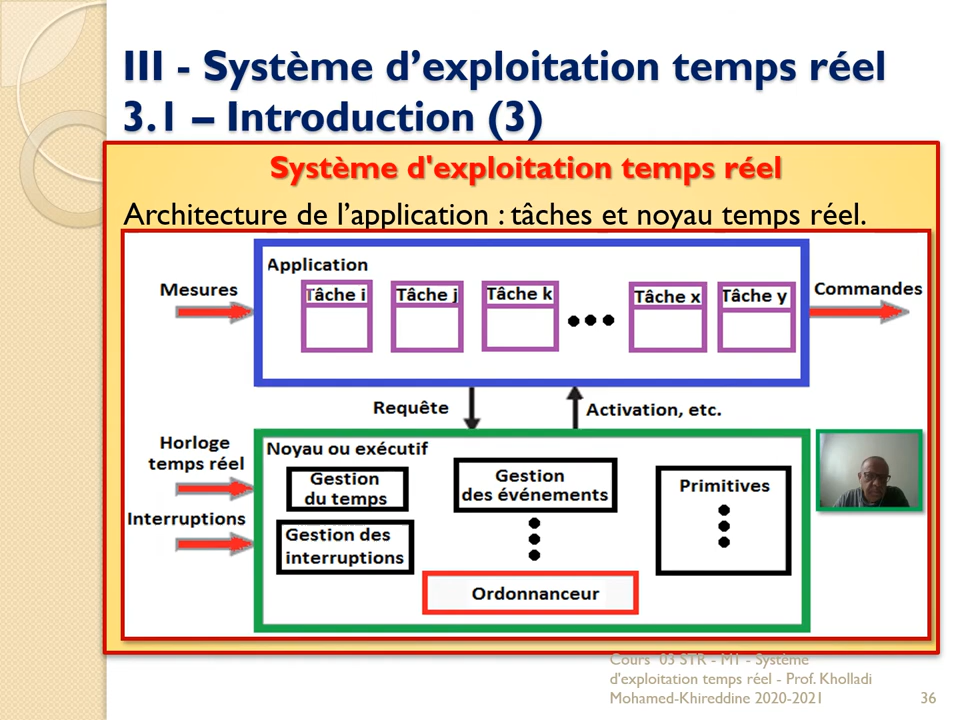 III - Système d’exploitation temps réel
3.1 – Introduction (3)
Système d'exploitation temps réel
Architecture de l’application : tâches et noyau temps réel.
Application
Mesures
Tâche i
Tâche j
Tâche k
Tâche x
Tâche y
Commandes
Requête
Activation, etc.
Horloge
temps réel
Interruptions
Noyau ou exécutif
Gestion
du temps
Gestion
des événements
Primitives
Gestion des
interruptions
Ordonnanceur
Cours 03 STR - M1 - Système
d'exploitation temps réel - Prof. Kholladi
Mohamed-Khireddine 2020-2021
36